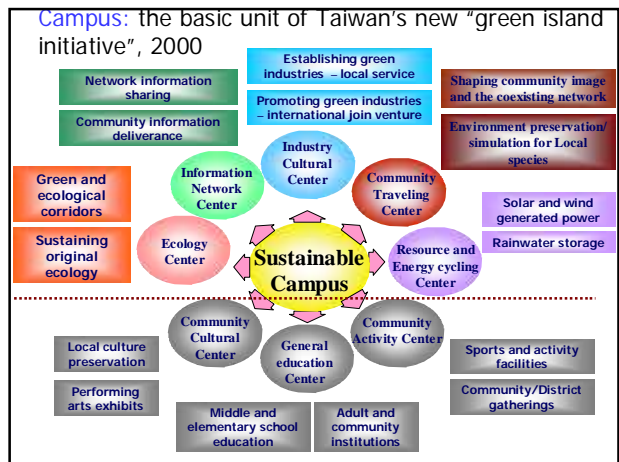 Campus: the basic unit of Taiwan's new "green island
initiative", 2000
Network information
sharing
Community information
deliverance
Establishing green
industries – local service
Promoting green industries
– international join venture
Shaping community image
and the coexisting network
Environment preservation/
simulation for Local
species
Green and
ecological
corridors
Sustaining
original
ecology
Information
Network
Center
Industry
Cultural
Center
Community
Traveling
Center
Solar and wind
generated power
Rainwater storage
Ecology
Center
Sustainable
Campus
Resource and
Energy cycling
Center
Community
Cultural
Center
General
education
Center
Community
Activity Center
Local culture
preservation
Performing
arts exhibits
Middle and
elementary school
education
Adult and
community
institutions
Sports and activity
facilities
Community/District
gatherings